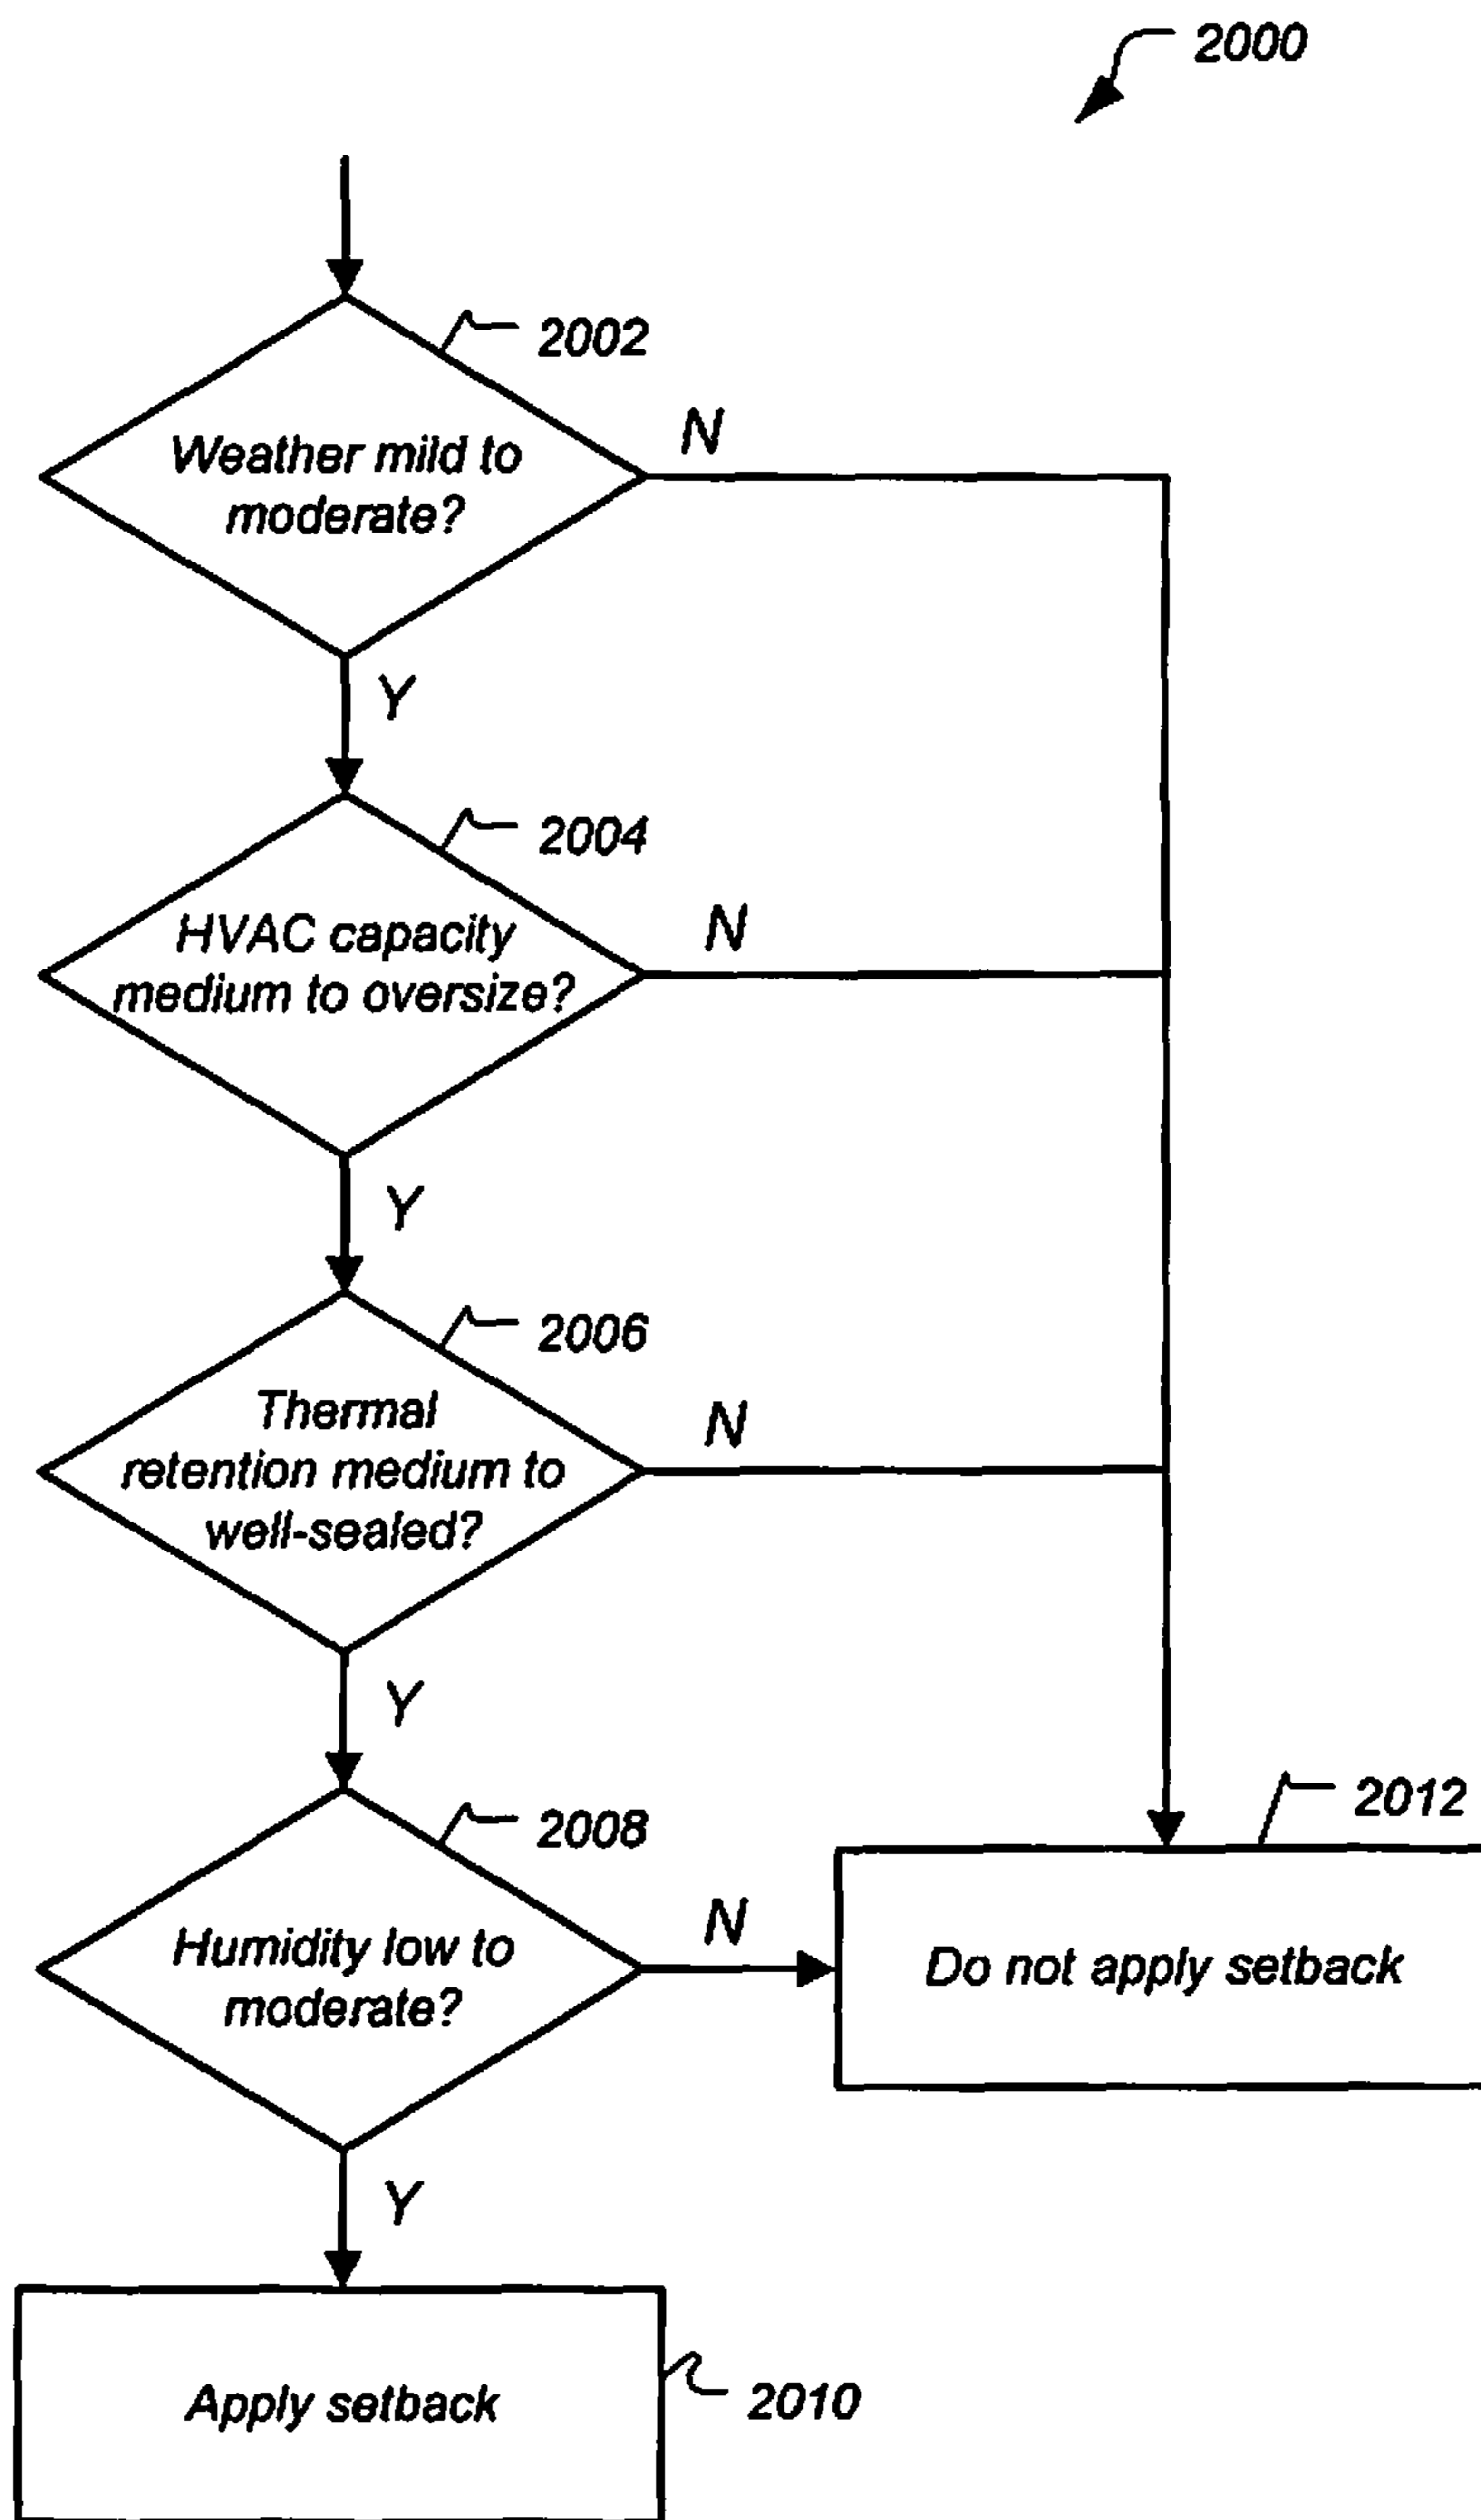 2000
2002
Weather mild to
moderate?
N
Y
2004
HVAC capacity
medium to oversize?
N
Y
2006
Thermal
retention medium to
well-sealed?
N
Y
2008
Humidity low to
moderate?
N
2012
Do not apply setback
Y
Apply setback
2010